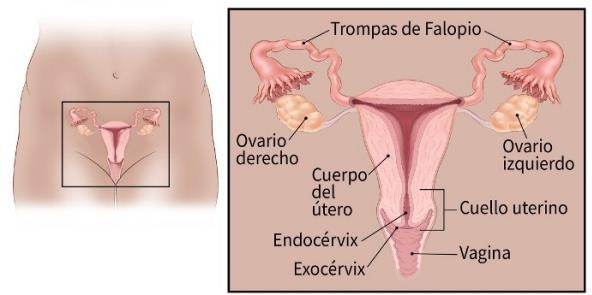 Trompas de Falopio
Ovario
derecho
Ovario
izquierdo
Cuerpo
del
útero
Cuello uterino
Endocérvix
Vagina
Exocérvix